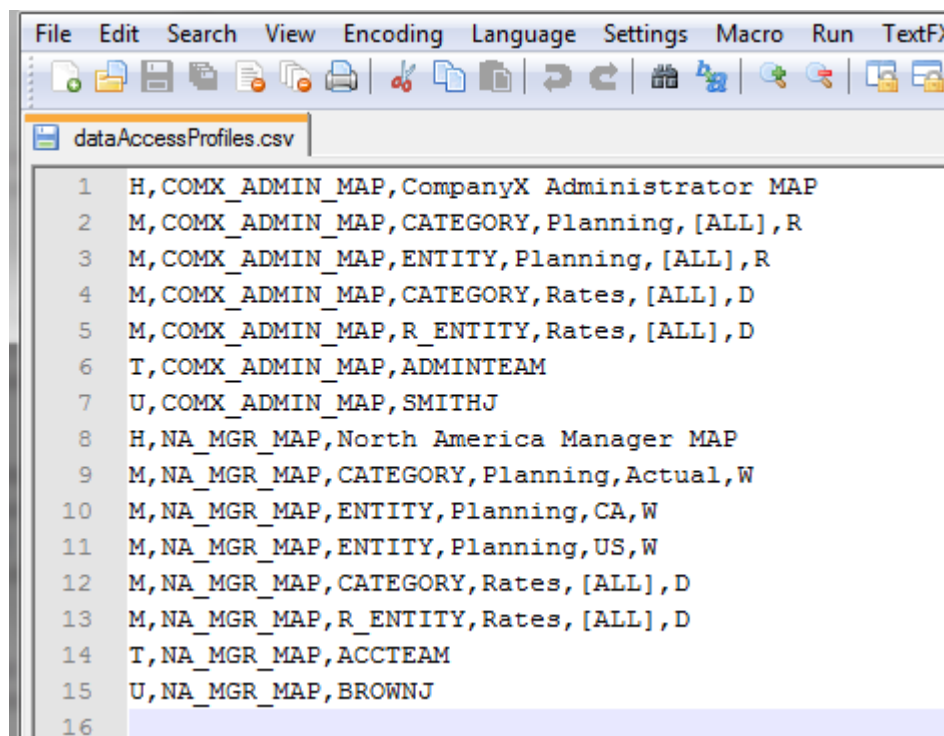 File Edit Search View Encoding Language Settings Macro Run TextFX
dataAccessProfiles.csv
1 H,COMX_ADMIN_MAP,CompanyX Administrator MAP
2 M,COMX_ADMIN_MAP,CATEGORY,Planning,[ALL],R
3 M,COMX_ADMIN_MAP,ENTITY,Planning,[ALL],R
4 M,COMX_ADMIN_MAP,CATEGORY,Rates,[ALL],D
5 M,COMX_ADMIN_MAP,R_ENTITY,Rates,[ALL],D
6 T,COMX_ADMIN_MAP,ADMINTEAM
7 U,COMX_ADMIN_MAP,SMITHJ
8 H,NA_MGR_MAP,North America Manager MAP
9 M,NA_MGR_MAP,CATEGORY,Planning,Actual,W
10 M,NA_MGR_MAP,ENTITY,Planning,CA,W
11 M,NA_MGR_MAP,ENTITY,Planning,US,W
12 M,NA_MGR_MAP,CATEGORY,Rates,[ALL],D
13 M,NA_MGR_MAP,R_ENTITY,Rates,[ALL],D
14 T,NA_MGR_MAP,ACCTEAM
15 U,NA_MGR_MAP,BROWNJ
16